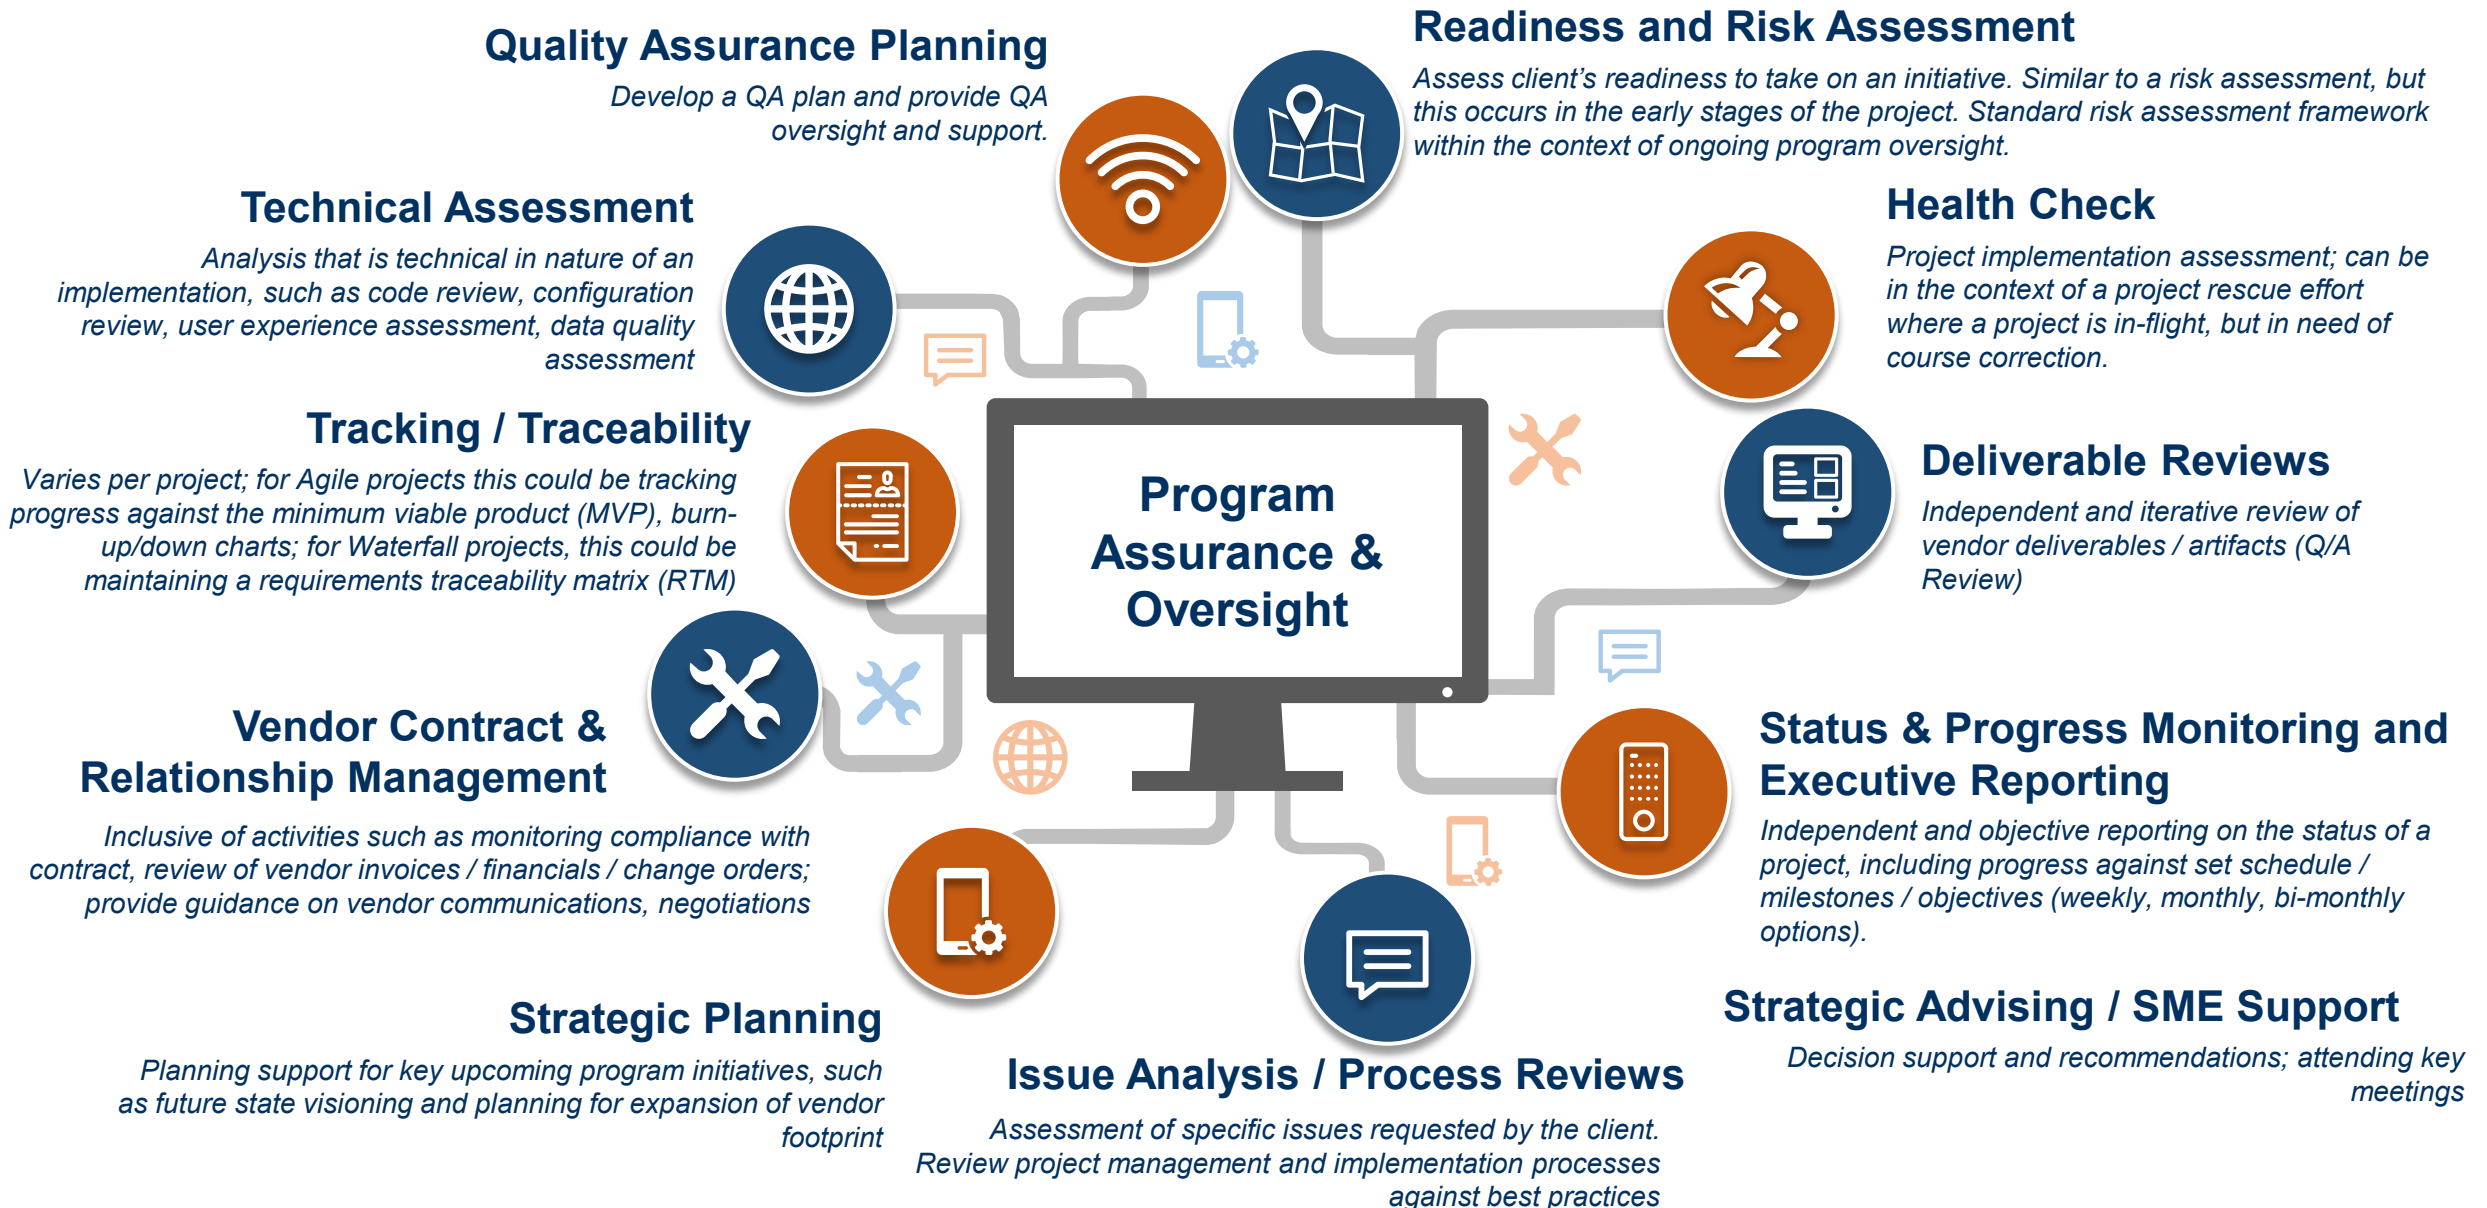 Quality Assurance Planning
Develop a QA plan and provide QA
oversight and support.
Readiness and Risk Assessment
Assess client’s readiness to take on an initiative. Similar to a risk assessment, but
this occurs in the early stages of the project. Standard risk assessment framework
within the context of ongoing program oversight.
Technical Assessment
Analysis that is technical in nature of an
implementation, such as code review, configuration
review, user experience assessment, data quality
assessment
Health Check
Project implementation assessment; can be
in the context of a project rescue effort
where a project is in-flight, but in need of
course correction.
Tracking / Traceability
Varies per project; for Agile projects this could be tracking
progress against the minimum viable product (MVP), burn-
up/down charts; for Waterfall projects, this could be
maintaining a requirements traceability matrix (RTM)
Program
Assurance &
Oversight
Deliverable Reviews
Independent and iterative review of
vendor deliverables / artifacts (Q/A
Review)
Vendor Contract &
Relationship Management
Inclusive of activities such as monitoring compliance with
contract, review of vendor invoices / financials / change orders;
provide guidance on vendor communications, negotiations
Status & Progress Monitoring and
Executive Reporting
Independent and objective reporting on the status of a
project, including progress against set schedule /
milestones / objectives (weekly, monthly, bi-monthly
options).
Strategic Planning
Planning support for key upcoming program initiatives, such
as future state visioning and planning for expansion of vendor
footprint
Issue Analysis / Process Reviews
Assessment of specific issues requested by the client.
Review project management and implementation processes
against best practices
Strategic Advising / SME Support
Decision support and recommendations; attending key
meetings